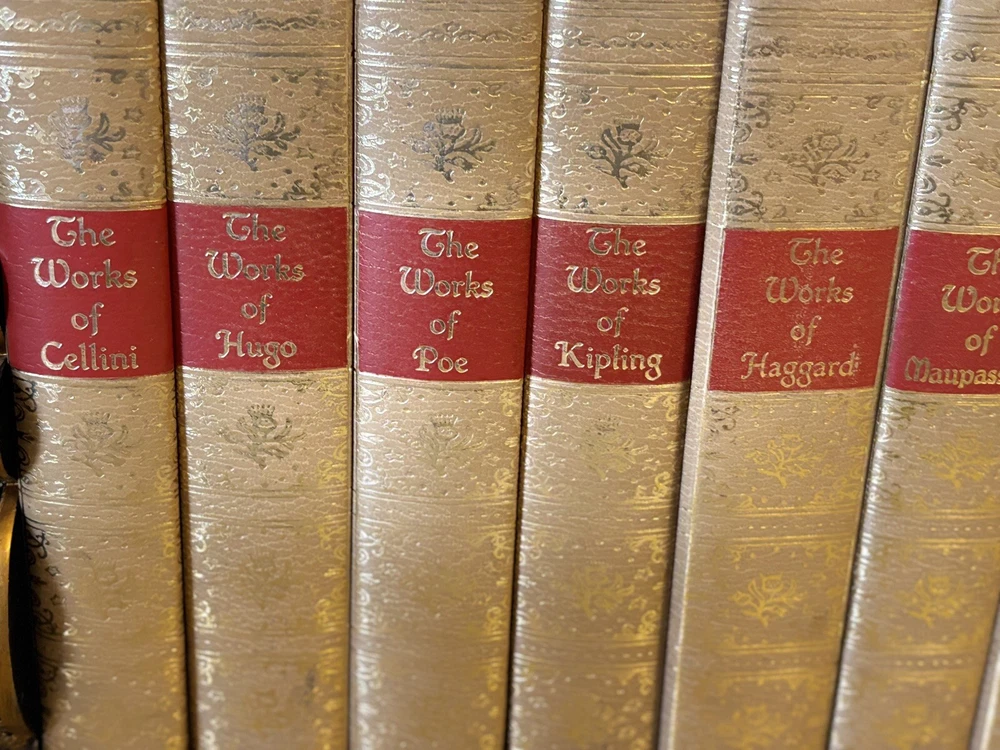 The
Works
of
Cellini
The
Works
of
Hugo
The
Works
of
Poe
The
Works
of
Kipling
The
Works
of
Haggard
of